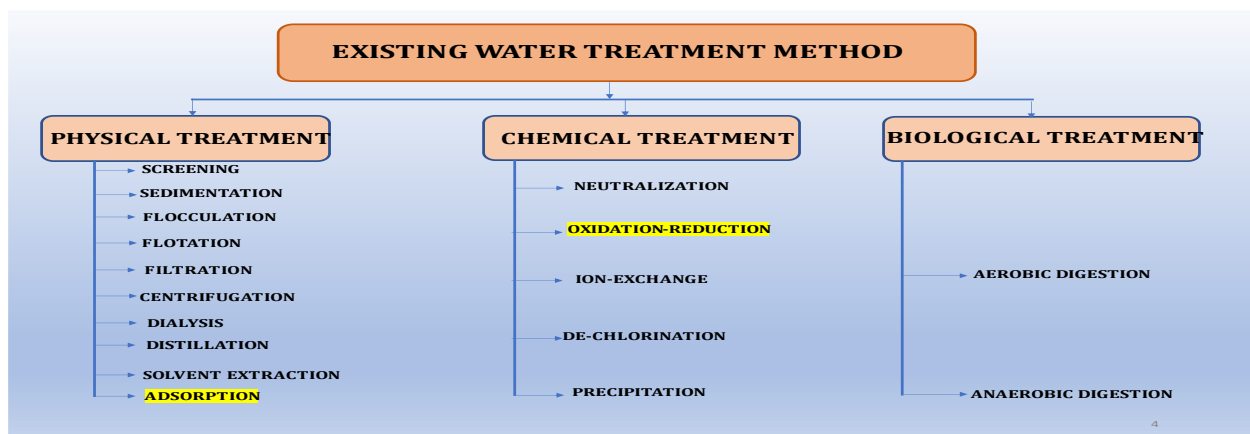 EXISTING WATER TREATMENT METHOD
PHYSICAL TREATMENT
SCREENING
SEDIMENTATION
FLOCCULATION
FLOTATION
FILTRATION
CENTRIFUGATION
DIALYSIS
DISTILLATION
SOLVENT EXTRACTION
ADSORPTION
CHEMICAL TREATMENT
NEUTRALIZATION
OXIDATION-REDUCTION
ION-EXCHANGE
DE-CHLORINATION
PRECIPITATION
BIOLOGICAL TREATMENT
AEROBIC DIGESTION
ANAEROBIC DIGESTION
4